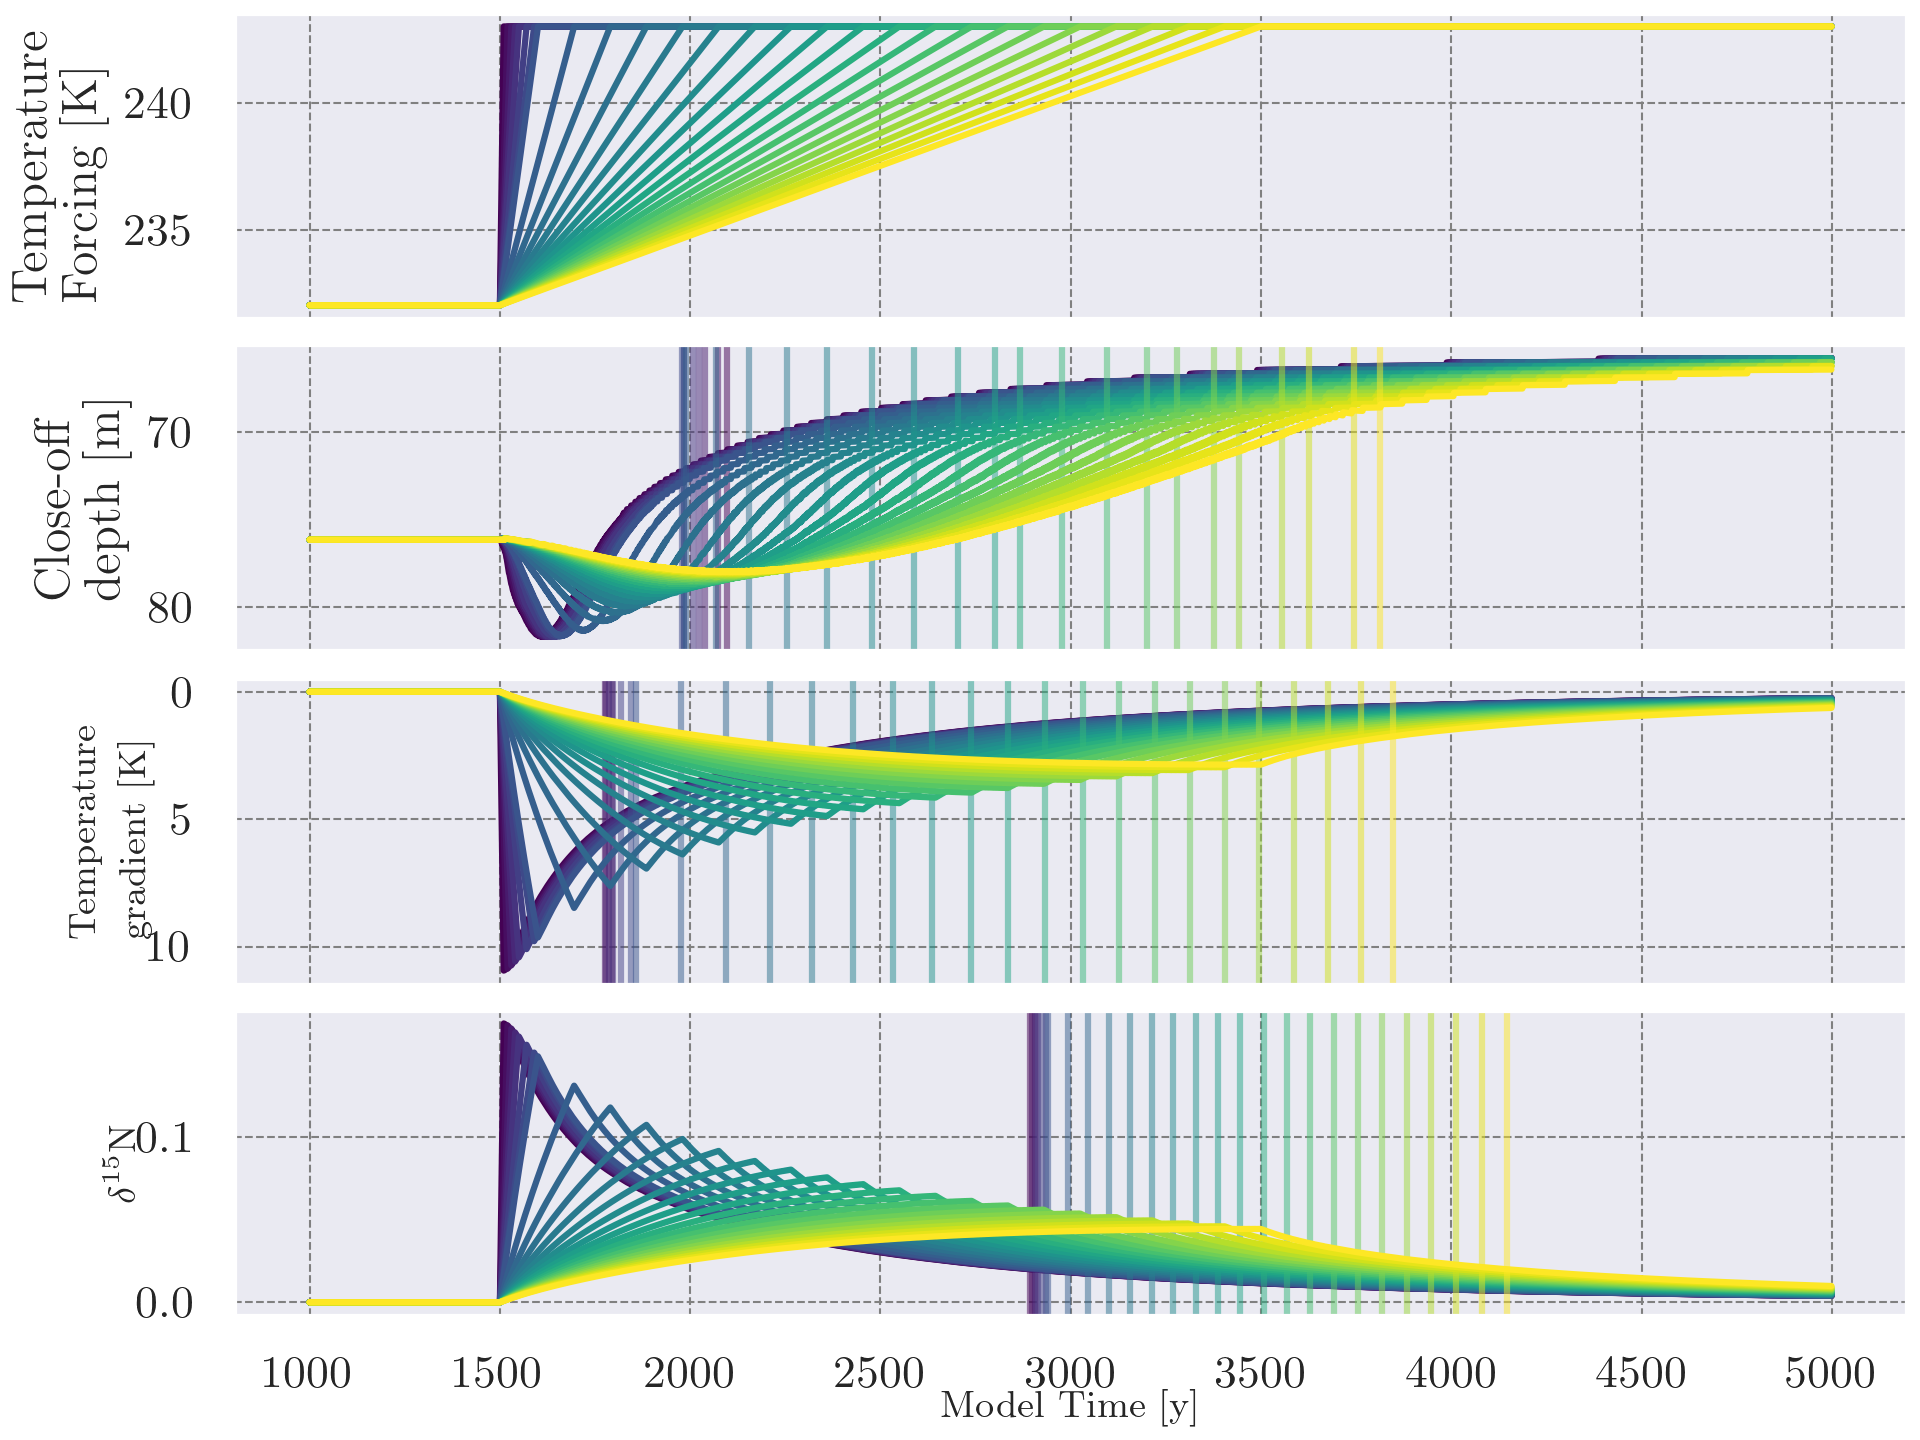 Temperature
Forcing [K]
240
235
Close-off
depth [m]
70
80
Temperature
gradient [K]
0
5
10
δ¹⁵N
0.1
0.0
1000 1500 2000 2500 3000 3500 4000 4500 5000
Model Time [y]